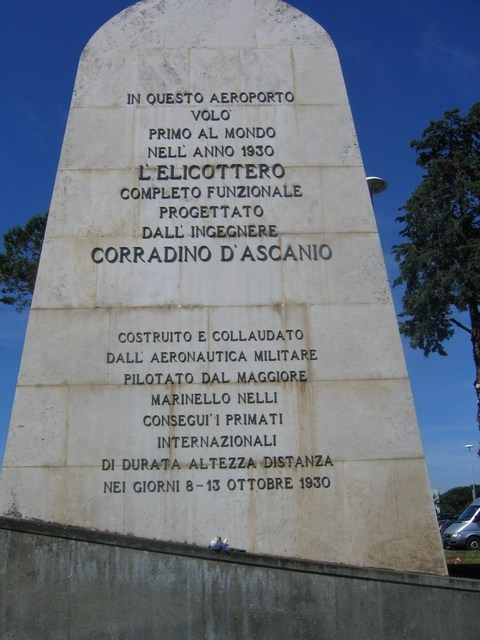 IN QUESTO AEROPORTO
VOLO'
PRIMO AL MONDO
NELL' ANNO 1930
L'ELICOTTERO
COMPLETO FUNZIONALE
PROGETTATO
DALL' INGEGNERE
CORRADINO D'ASCANIO
COSTRUITO E COLLAUDATO
DALL' AERONAUTICA MILITARE
PILOTATO DAL MAGGIORE
MARINELLO NELLI
CONSEGUI' I PRIMATI
INTERNAZIONALI
DI DURATA ALTEZZA DISTANZA
NEI GIORNI 8-13 OTTOBRE 1930